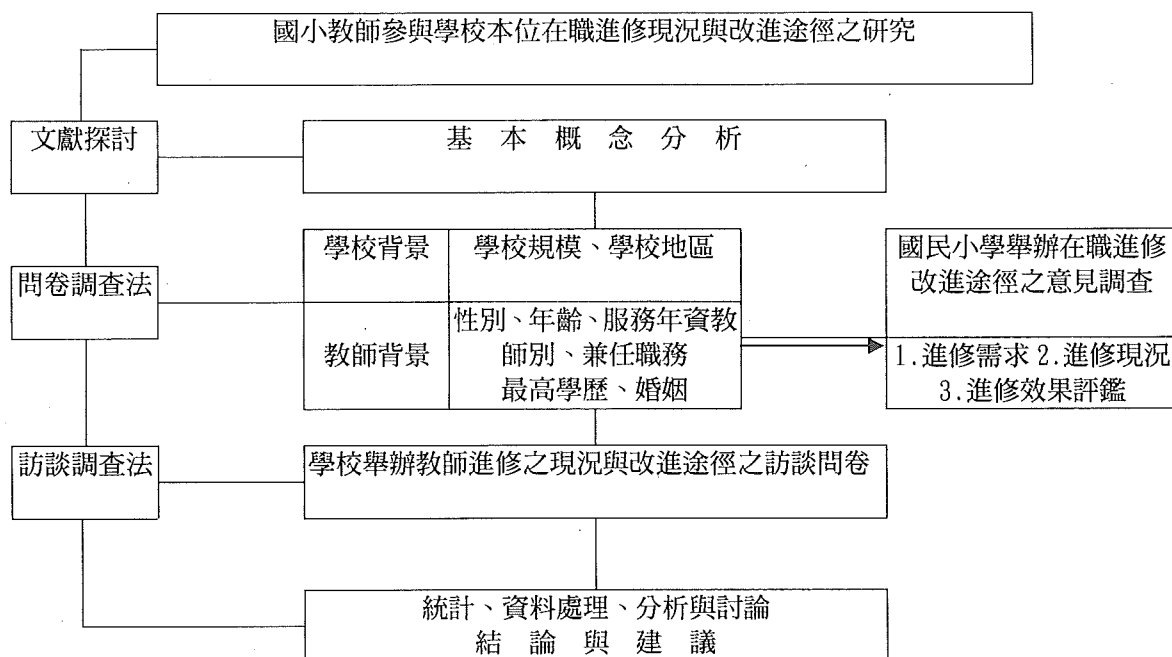 國小教師參與學校本位在職進修現況與改進途徑之研究
文獻探討
基 本 概 念 分 析
問卷調查法
學校背景
學校規模、學校地區
教師背景
性別、年齡、服務年資教
師別、兼任職務
最高學歷、婚姻
國民小學舉辦在職進修
改進途徑之意見調查
1.進修需求 2.進修現況
3.進修效果評鑑
訪談調查法
學校舉辦教師進修之現況與改進途徑之訪談問卷
統計、資料處理、分析與討論
結 論 與 建 議